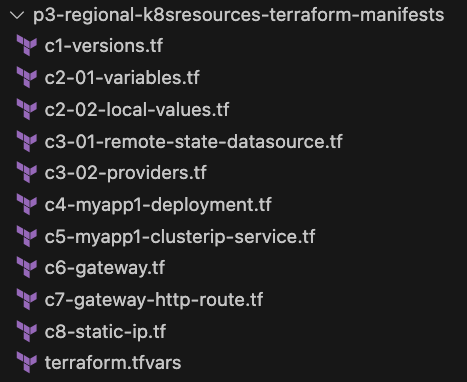 p3-regional-k8sresources-terraform-manifests
c1-versions.tf
c2-01-variables.tf
c2-02-local-values.tf
c3-01-remote-state-datasource.tf
c3-02-providers.tf
c4-myapp1-deployment.tf
c5-myapp1-clusterip-service.tf
c6-gateway.tf
c7-gateway-http-route.tf
c8-static-ip.tf
terraform.tfvars